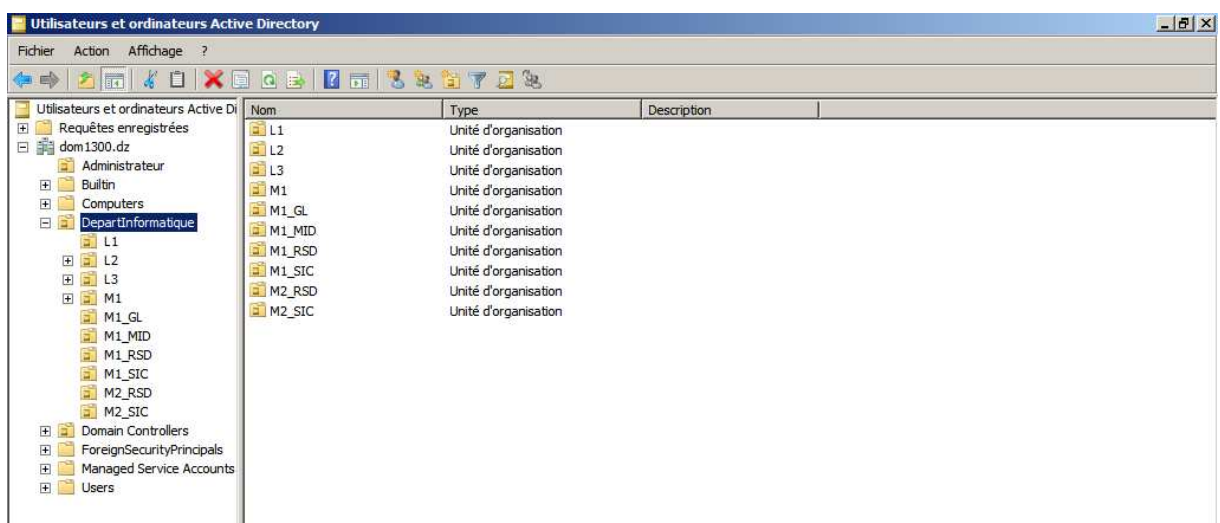 Utilisateurs et ordinateurs Active Directory
Fichier Action Affichage ?
Utilisateurs et ordinateurs Active Di
Requêtes enregistrées
dom1300.dz
Administrateur
Builtin
Computers
DepartInformatique
L1
L2
L3
M1
M1_GL
M1_MID
M1_RSD
M1_SIC
M2_RSD
M2_SIC
Domain Controllers
ForeignSecurityPrincipals
Managed Service Accounts
Users
Nom Type Description
L1 Unité d'organisation
L2 Unité d'organisation
L3 Unité d'organisation
M1 Unité d'organisation
M1_GL Unité d'organisation
M1_MID Unité d'organisation
M1_RSD Unité d'organisation
M1_SIC Unité d'organisation
M2_RSD Unité d'organisation
M2_SIC Unité d'organisation